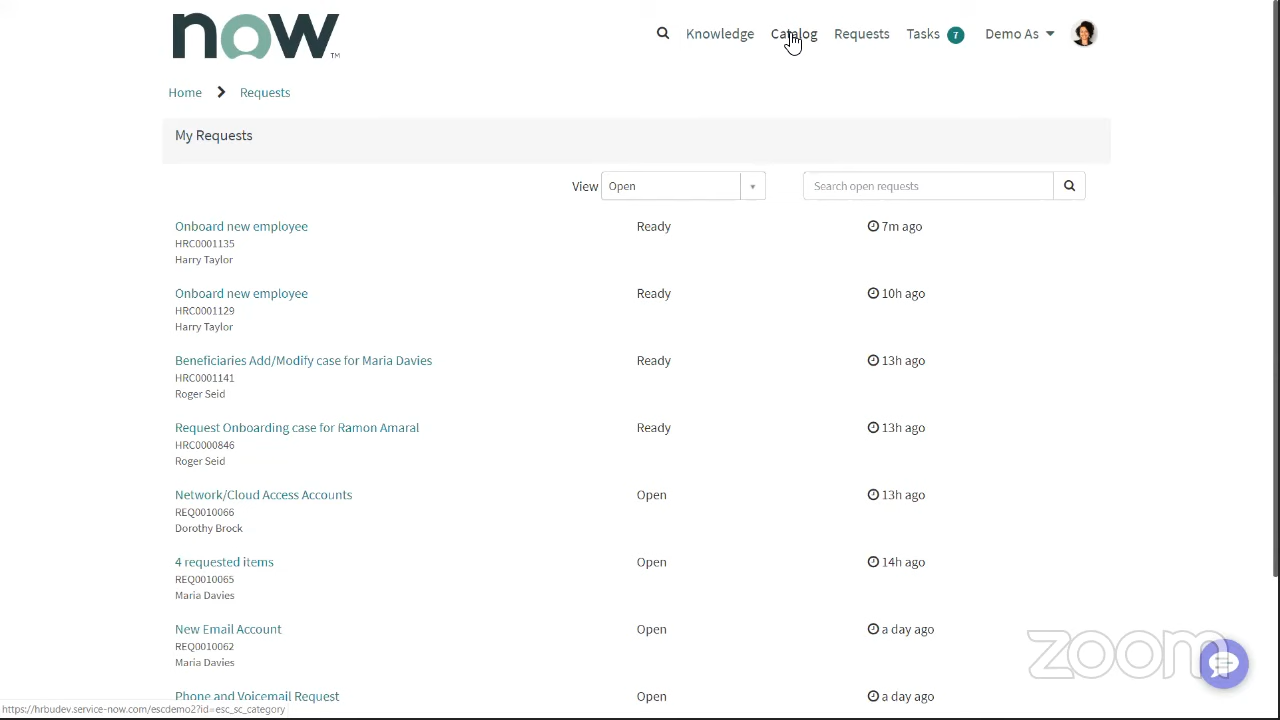 now™
Knowledge
Catalog
Requests
Tasks 7
Demo As
Home
Requests
My Requests
View
Open
Search open requests
Onboard new employee
Ready
7m ago
HRC0001135
Harry Taylor
Onboard new employee
Ready
10h ago
HRC0001129
Harry Taylor
Beneficiaries Add/Modify case for Maria Davies
Ready
13h ago
HRC0001141
Roger Seid
Request Onboarding case for Ramon Amaral
Ready
13h ago
HRC0000846
Roger Seid
Network/Cloud Access Accounts
Open
13h ago
REQ0010066
Dorothy Brock
4 requested items
Open
14h ago
REQ0010065
Maria Davies
New Email Account
Open
a day ago
REQ0010062
Maria Davies
zoom
Phone and Voicemail Request
Open
a day ago
https://hrbudev.service-now.com/escdemo2?id=esc_sc_category